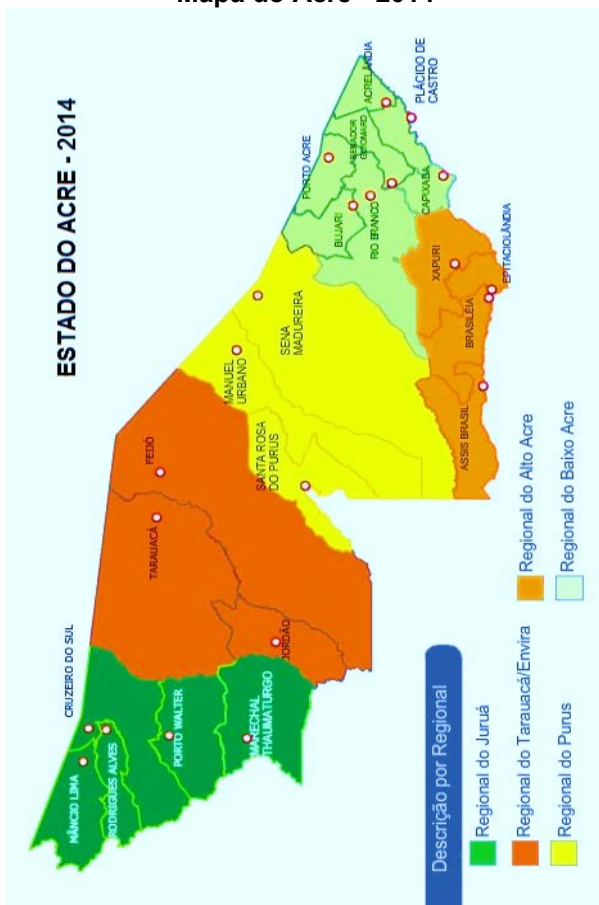 Mapa do Acre - 2014
ESTADO DO ACRE - 2014
CRUZEIRO DO SUL
MÂNCIO LIMA
RODRIGUES ALVES
PORTO WALTER
MARECHAL
THAUMATURGO
TARAUACÁ
FEIJÓ
JORDÃO
MANUEL
URBANO
SANTA ROSA
DO PURUS
SENA
MADUREIRA
PORTO ACRE
BUJARI
RIO BRANCO
SENADOR
GUIOMARD
ACRELÂNDIA
PLÁCIDO DE
CASTRO
CAPIXABA
XAPURI
EPITACIOLÂNDIA
BRASILÉIA
ASSIS BRASIL
Descrição por Regional
Regional do Juruá
Regional do Tarauacá/Envira
Regional do Purus
Regional do Alto Acre
Regional do Baixo Acre